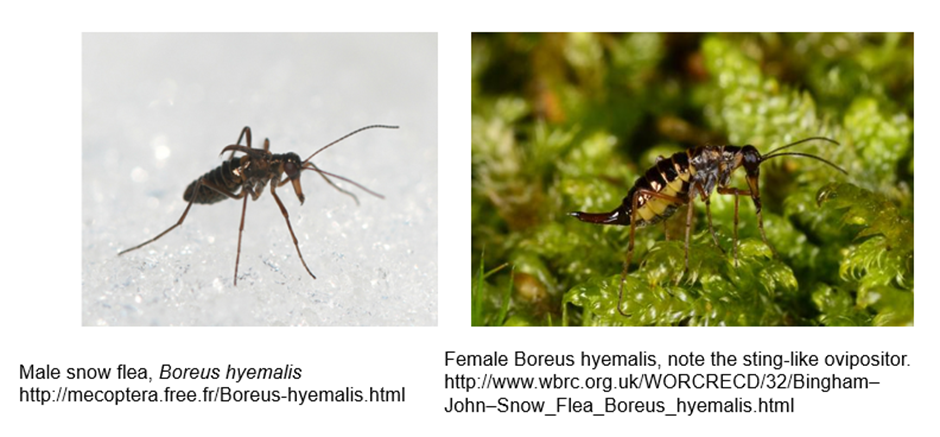 Male snow flea, Boreus hyemalis
http://mecoptera.free.fr/Boreus-hyemalis.html
Female Boreus hyemalis, note the sting-like ovipositor.
http://www.wbrc.org.uk/WORCRECD/32/Bingham–
John–Snow_Flea_Boreus_hyemalis.html